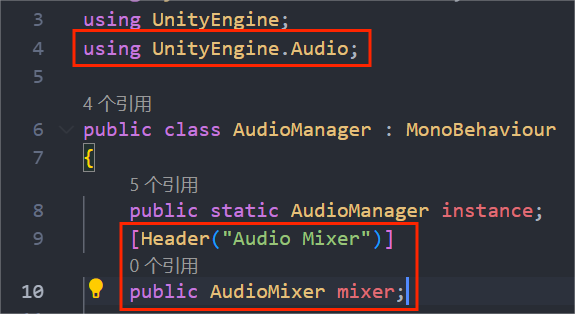 3 using UnityEngine;
4 using UnityEngine.Audio;
5
4 个引用
6 public class AudioManager : MonoBehaviour
7 {
5 个引用
8 public static AudioManager instance;
9 [Header("Audio Mixer")]
0 个引用
10 public AudioMixer mixer;